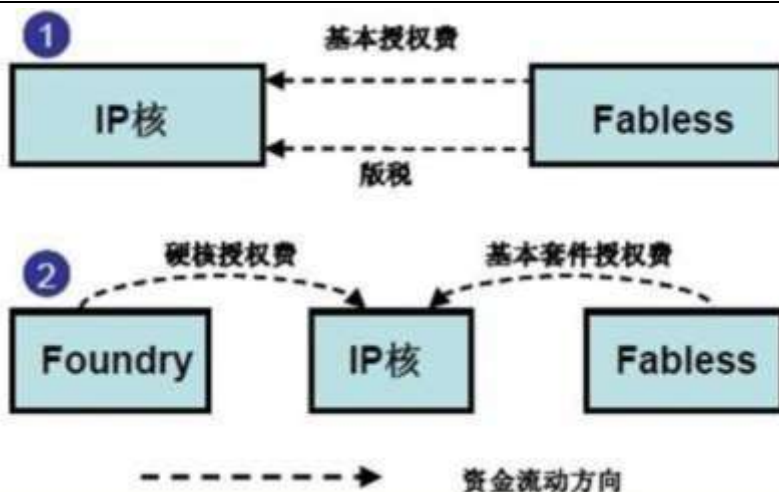 1
基本授权费
IP核
Fabless
版税
2
硬核授权费
基本套件授权费
Foundry
IP核
Fabless
资金流动方向